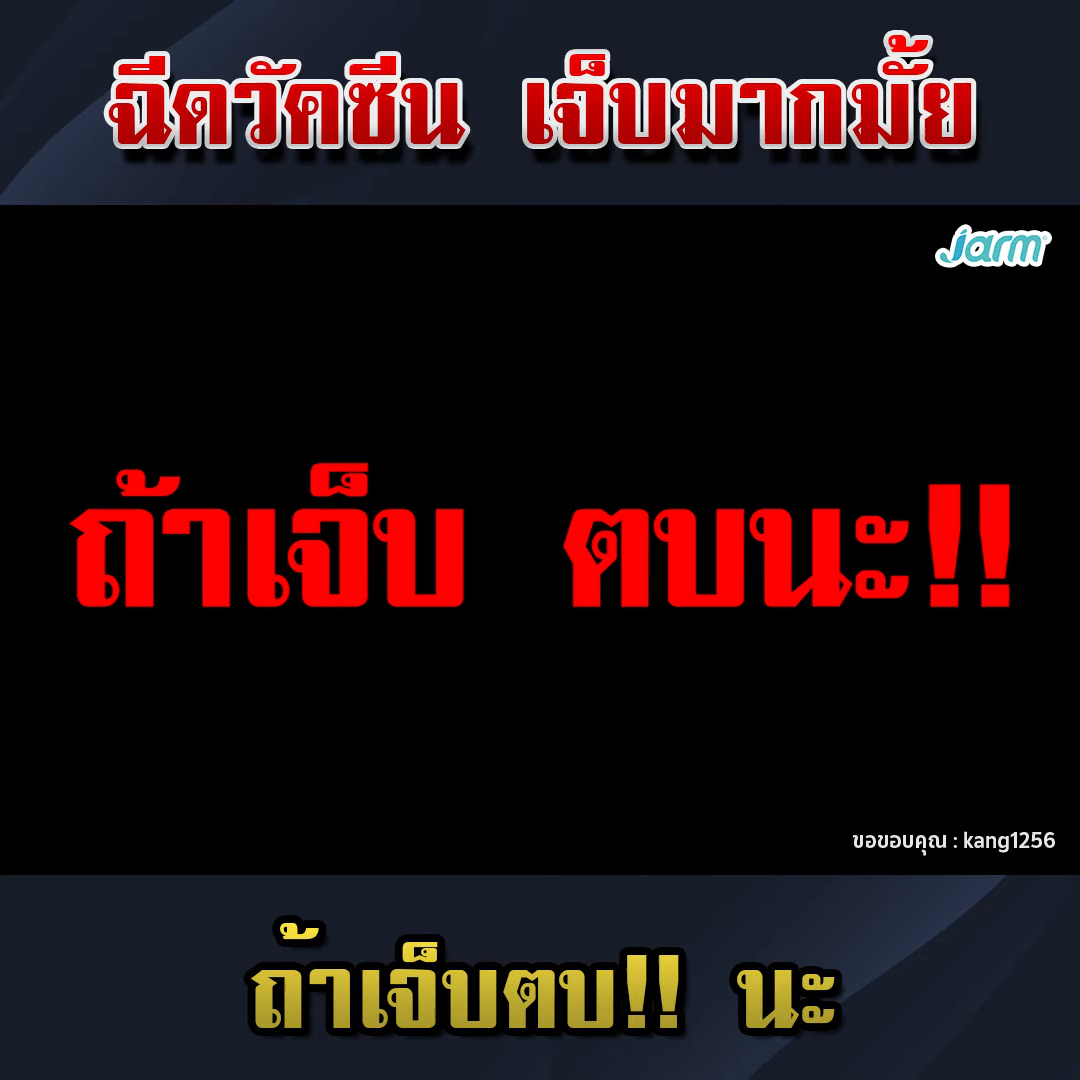 ฉีดวัคซีน เจ็บมากมั้ย
jarm
ถ้าเจ็บ ตบนะ!!
ขอขอบคุณ : kang1256
ถ้าเจ็บตบ!! นะ